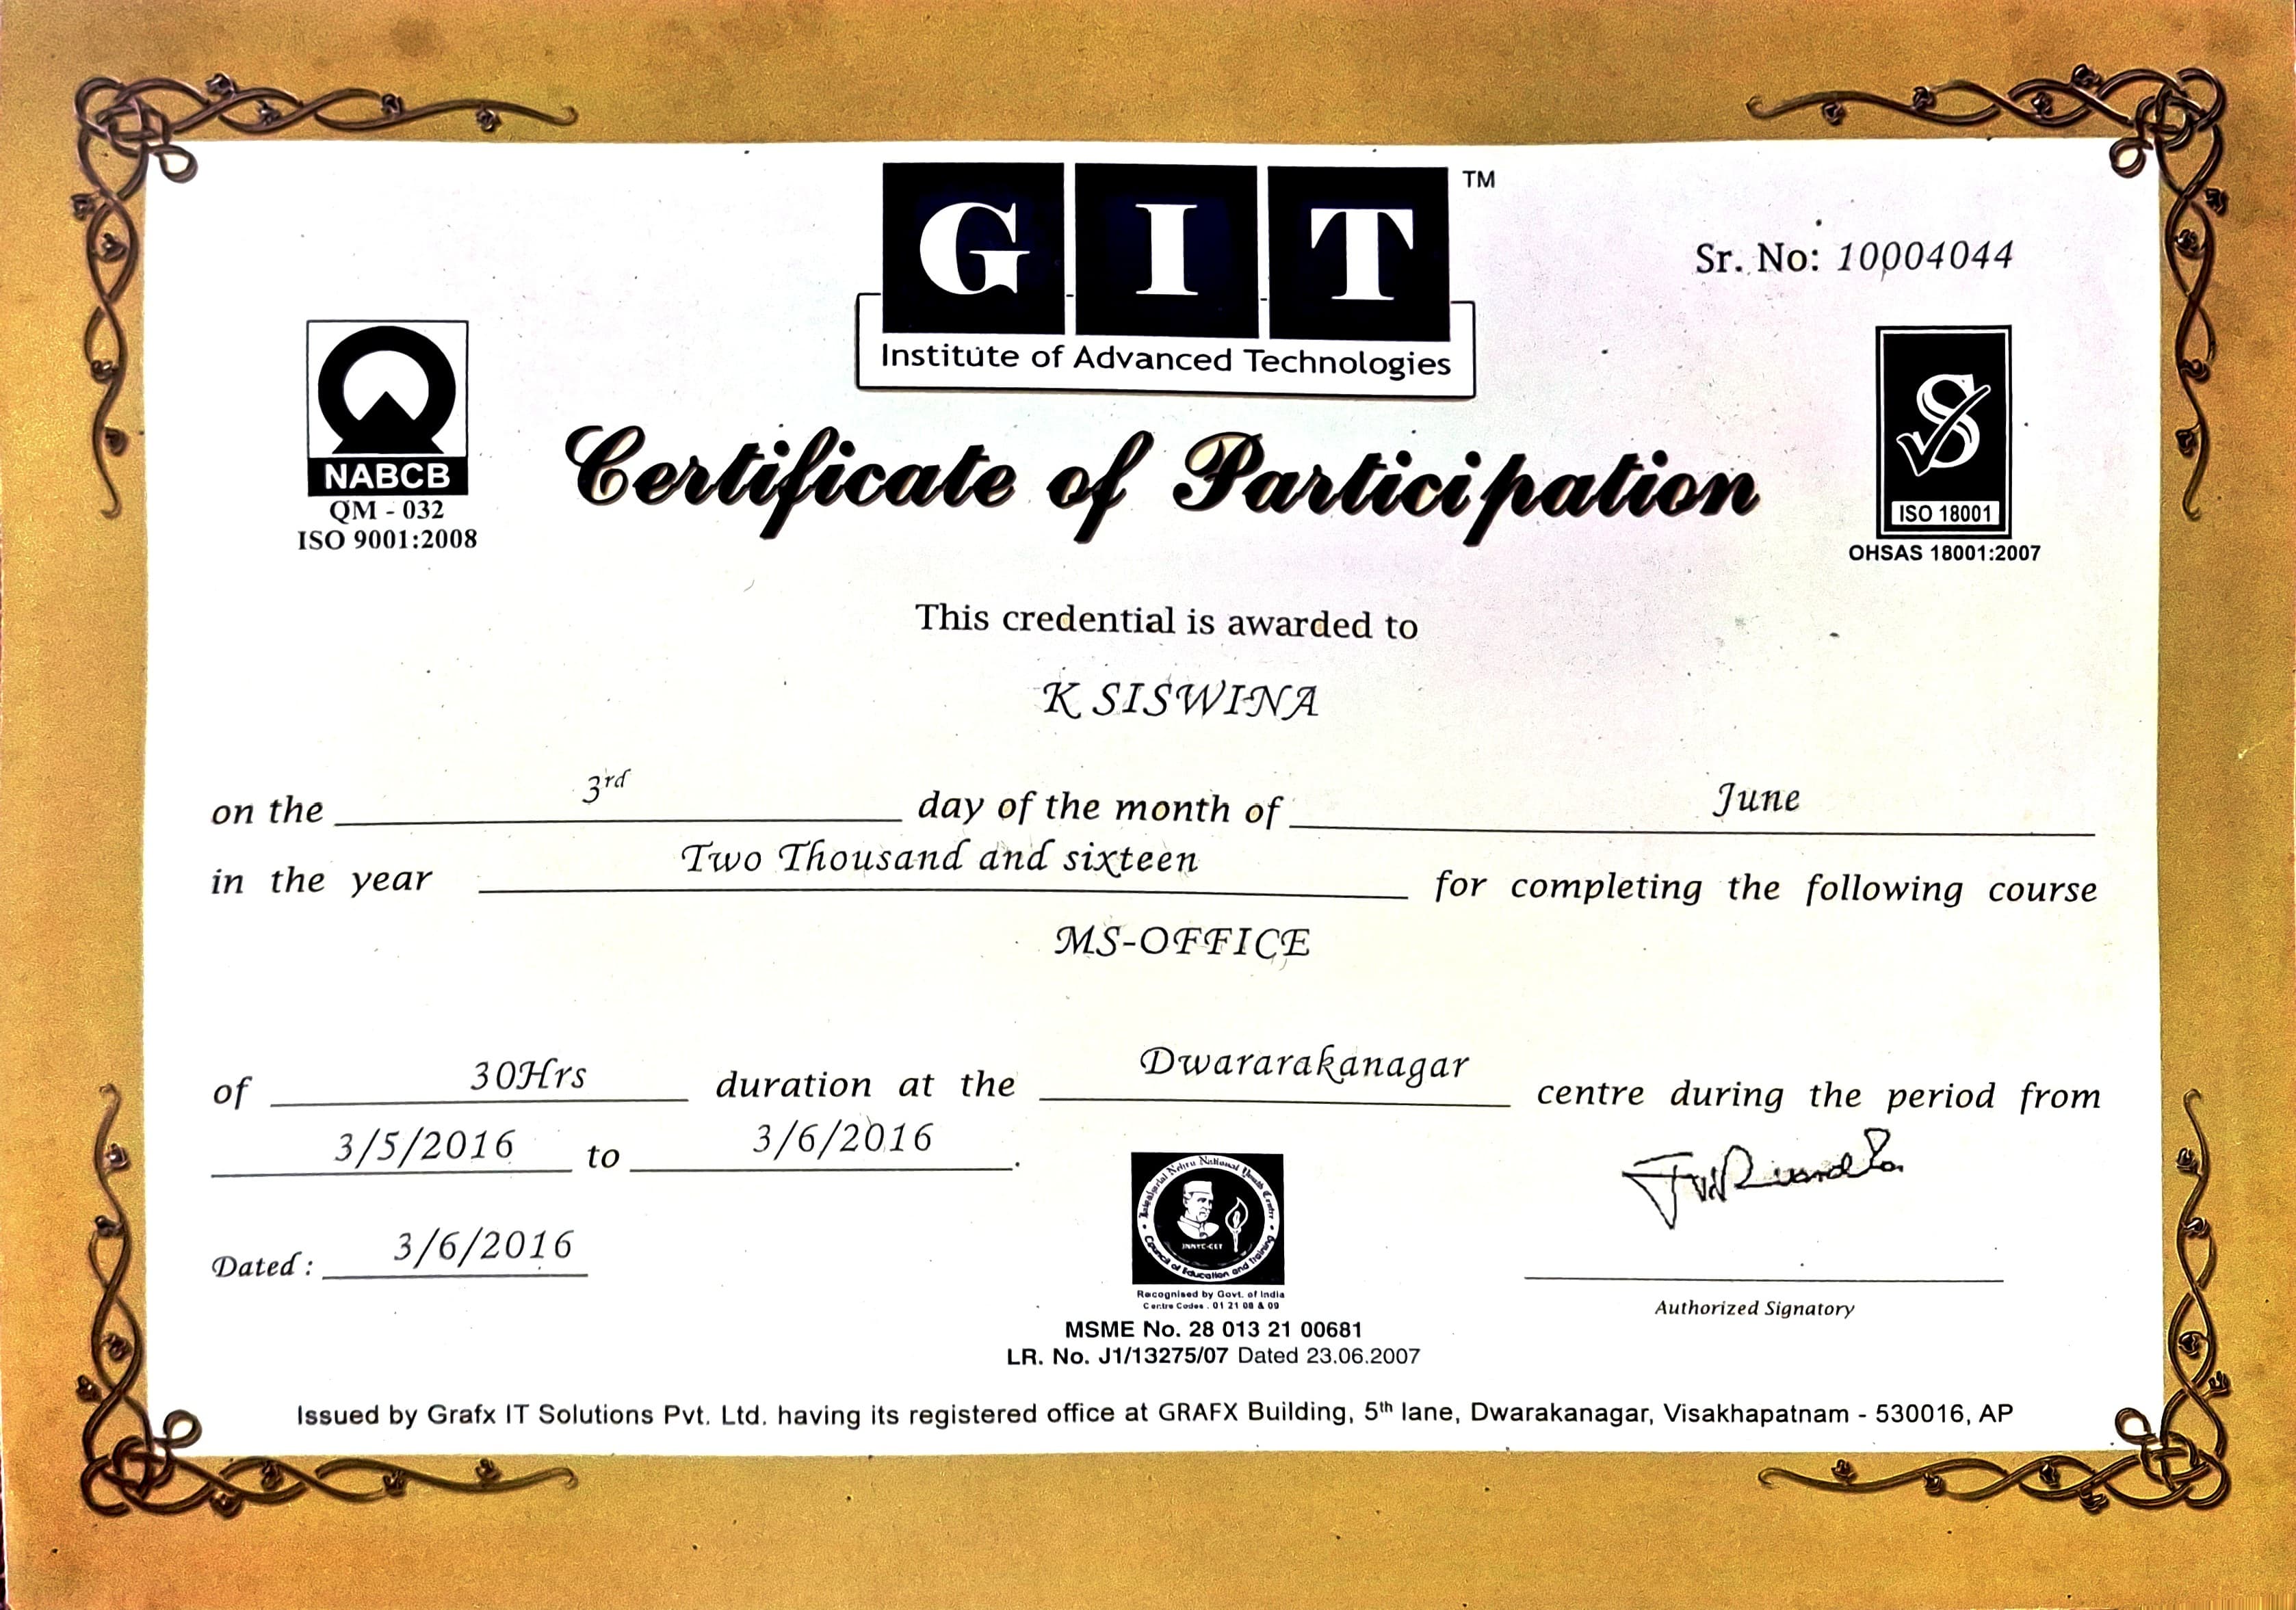 G I T TM
Institute of Advanced Technologies
Sr. No: 10004044
NABCB
QM - 032
ISO 9001:2008
S
ISO 18001
OHSAS 18001:2007
Certificate of Participation
This credential is awarded to
K SISWINA
on the 3rd day of the month of June
in the year Two Thousand and sixteen for completing the following course
MS-OFFICE
of 30Hrs duration at the Dwararakanagar centre during the period from
3/5/2016 to 3/6/2016.
Dated : 3/6/2016
Nehru National Youth Centre
JNNYC-CET
Council of Education and Training
Recognised by Govt. of India
Centre Codes . 01 21 08 & 09
MSME No. 28 013 21 00681
LR. No. J1/13275/07 Dated 23.06.2007
Authorized Signatory
Issued by Grafx IT Solutions Pvt. Ltd. having its registered office at GRAFX Building, 5th lane, Dwarakanagar, Visakhapatnam - 530016, AP